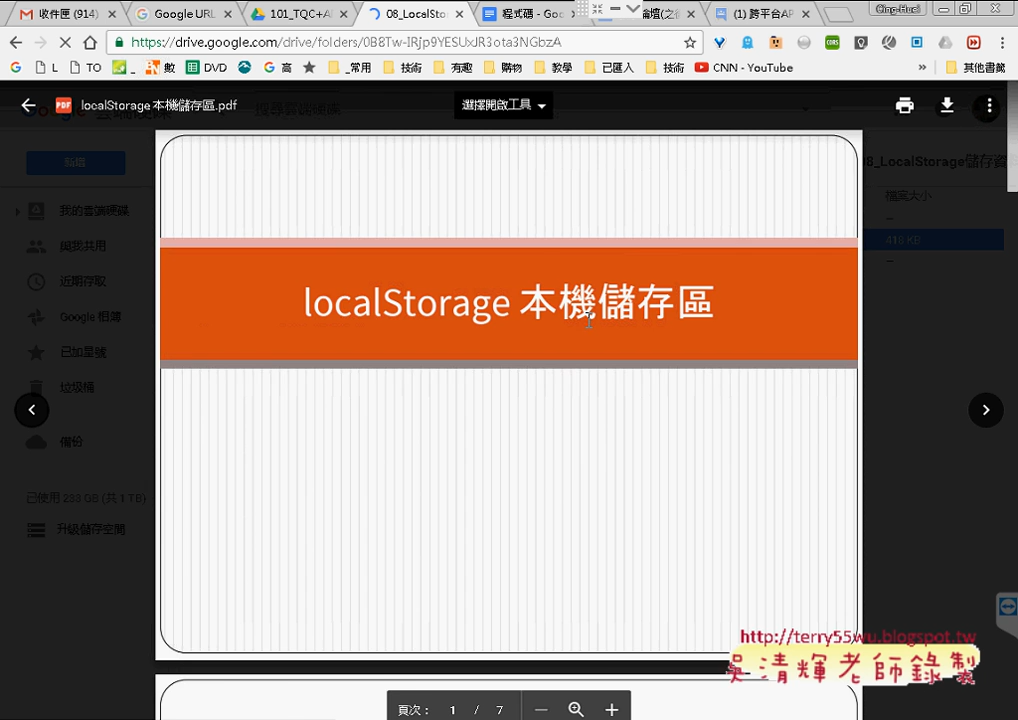 收件匣 (914)
Google URL
101_TQC+A
08_LocalSto
程式碼 - Goo
(1) 跨平台AP
Ching-Huei
https://drive.google.com/drive/folders/0B8Tw-IRjp9YESUxJR3ota3NGbzA
L
TO
數
DVD
高
_常用
技術
有趣
購物
教學
已匯入
技術
CNN - YouTube
»
其他書籤
PDF
localStorage 本機儲存區.pdf
選擇開啟工具
新增
08_LocalStorage儲存資
我的雲端硬碟
檔案大小
與我共用
418 KB
近期存取
Google 相簿
已加星號
垃圾桶
備份
已使用 233 GB (共 1 TB)
升級儲存空間
localStorage 本機儲存區
http://terry55wu.blogspot.tw
吳清輝老師錄製
頁次： 1 / 7